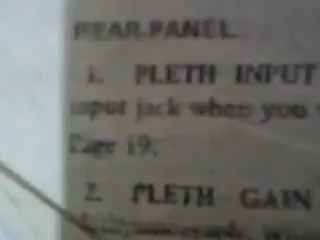 REAR PANEL
1. PLETH INPUT
input jack when you
Page 19.
2. PLETH GAIN